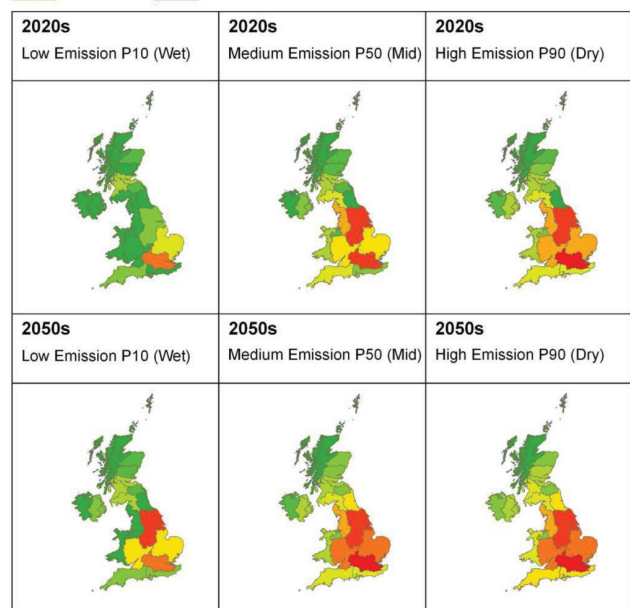 2020s
Low Emission P10 (Wet)
2020s
Medium Emission P50 (Mid)
2020s
High Emission P90 (Dry)
2050s
Low Emission P10 (Wet)
2050s
Medium Emission P50 (Mid)
2050s
High Emission P90 (Dry)